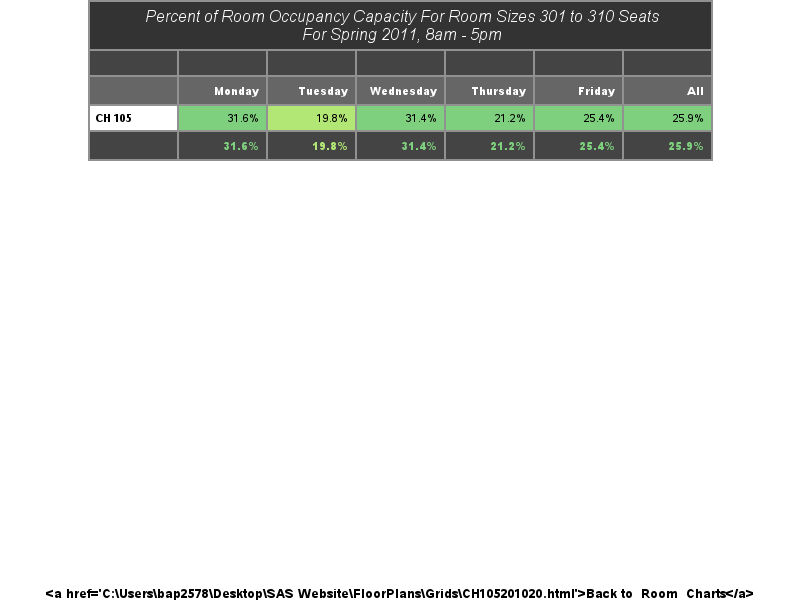 Percent of Room Occupancy Capacity For Room Sizes 301 to 310 Seats
For Spring 2011, 8am - 5pm
Monday Tuesday Wednesday Thursday Friday All
CH 105 31.6% 19.8% 31.4% 21.2% 25.4% 25.9%
31.6% 19.8% 31.4% 21.2% 25.4% 25.9%
<a href='C:\Users\bap2578\Desktop\SAS Website\FloorPlans\Grids\CH105201020.html'>Back to Room Charts</a>